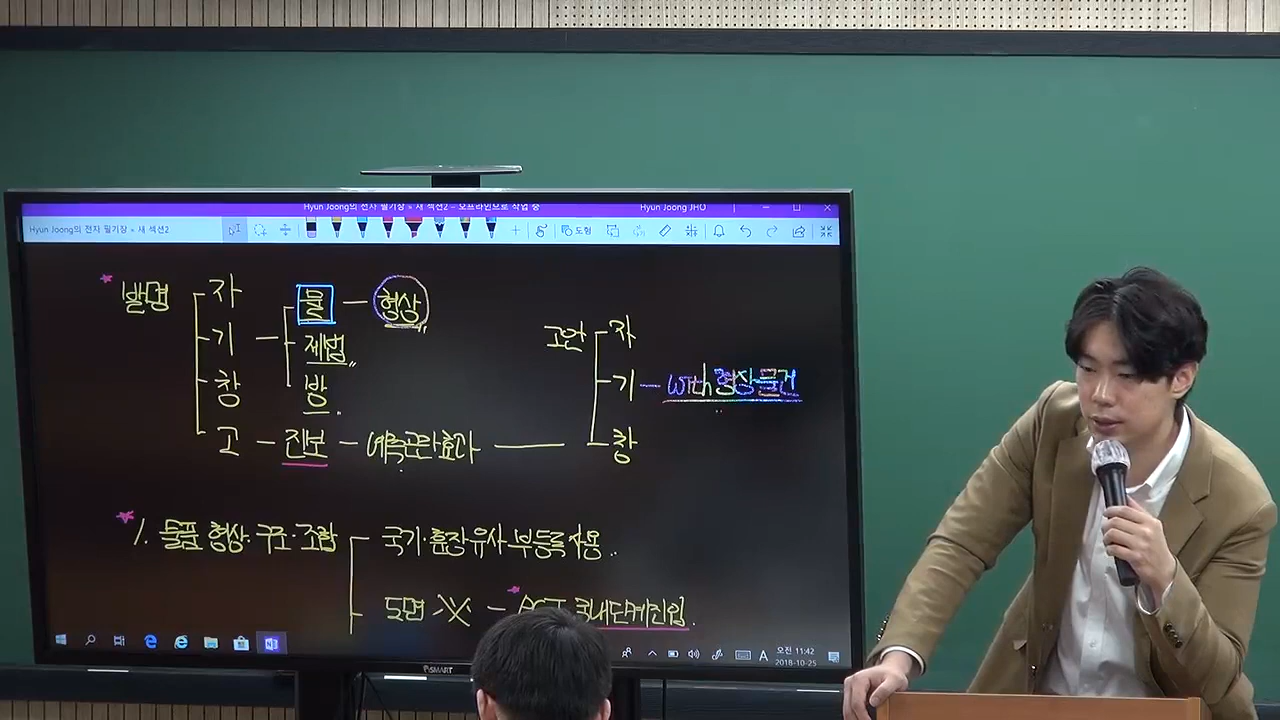 Hyun Joong의 전자 필기장 » 새 섹션2 - 오프라인으로 작업 중
Hyun Joong JHO
Hyun Joong의 전자 필기장 » 새 섹션2
도형
발명
자
기
창
고
물 형상
제법
방
진보 예측곤란효과
고안
자
기 with 형상 물건
창
1. 물품 형상·구조·조합
국기·훈장 유사 부등록사유
도면 X 국내단계진입
SMART
A
오전 11:42
2018-10-25